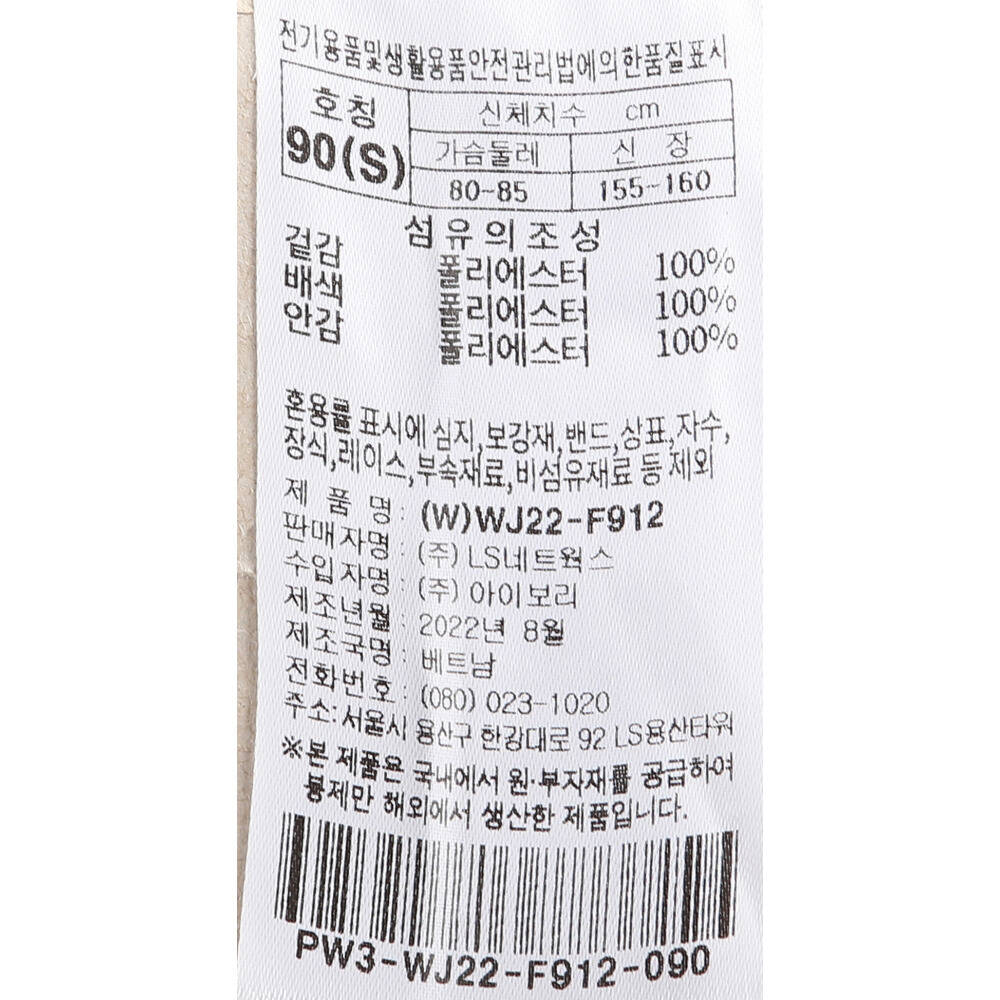 전기용품및생활용품안전관리법에의한품질표시
호칭 신체치수 cm
90(S) 가슴둘레 신 장
80-85 155-160
섬유의조성
겉감 폴리에스터 100%
배색 폴리에스터 100%
안감 폴리에스터 100%
혼용률 표시에 심지,보강재,밴드,상표,자수,
장식,레이스,부속재료,비섬유재료 등 제외
제 품 명 : (W)WJ22-F912
판매자명 : (주) LS네트웍스
수입자명 : (주) 아이보리
제조년월 : 2022년 8월
제조국명 : 베트남
전화번호 : (080) 023-1020
주소:서울시 용산구 한강대로 92 LS용산타워
※본 제품은 국내에서 원·부자재를 공급하여
봉제만 해외에서 생산한 제품입니다.
PW3-WJ22-F912-090